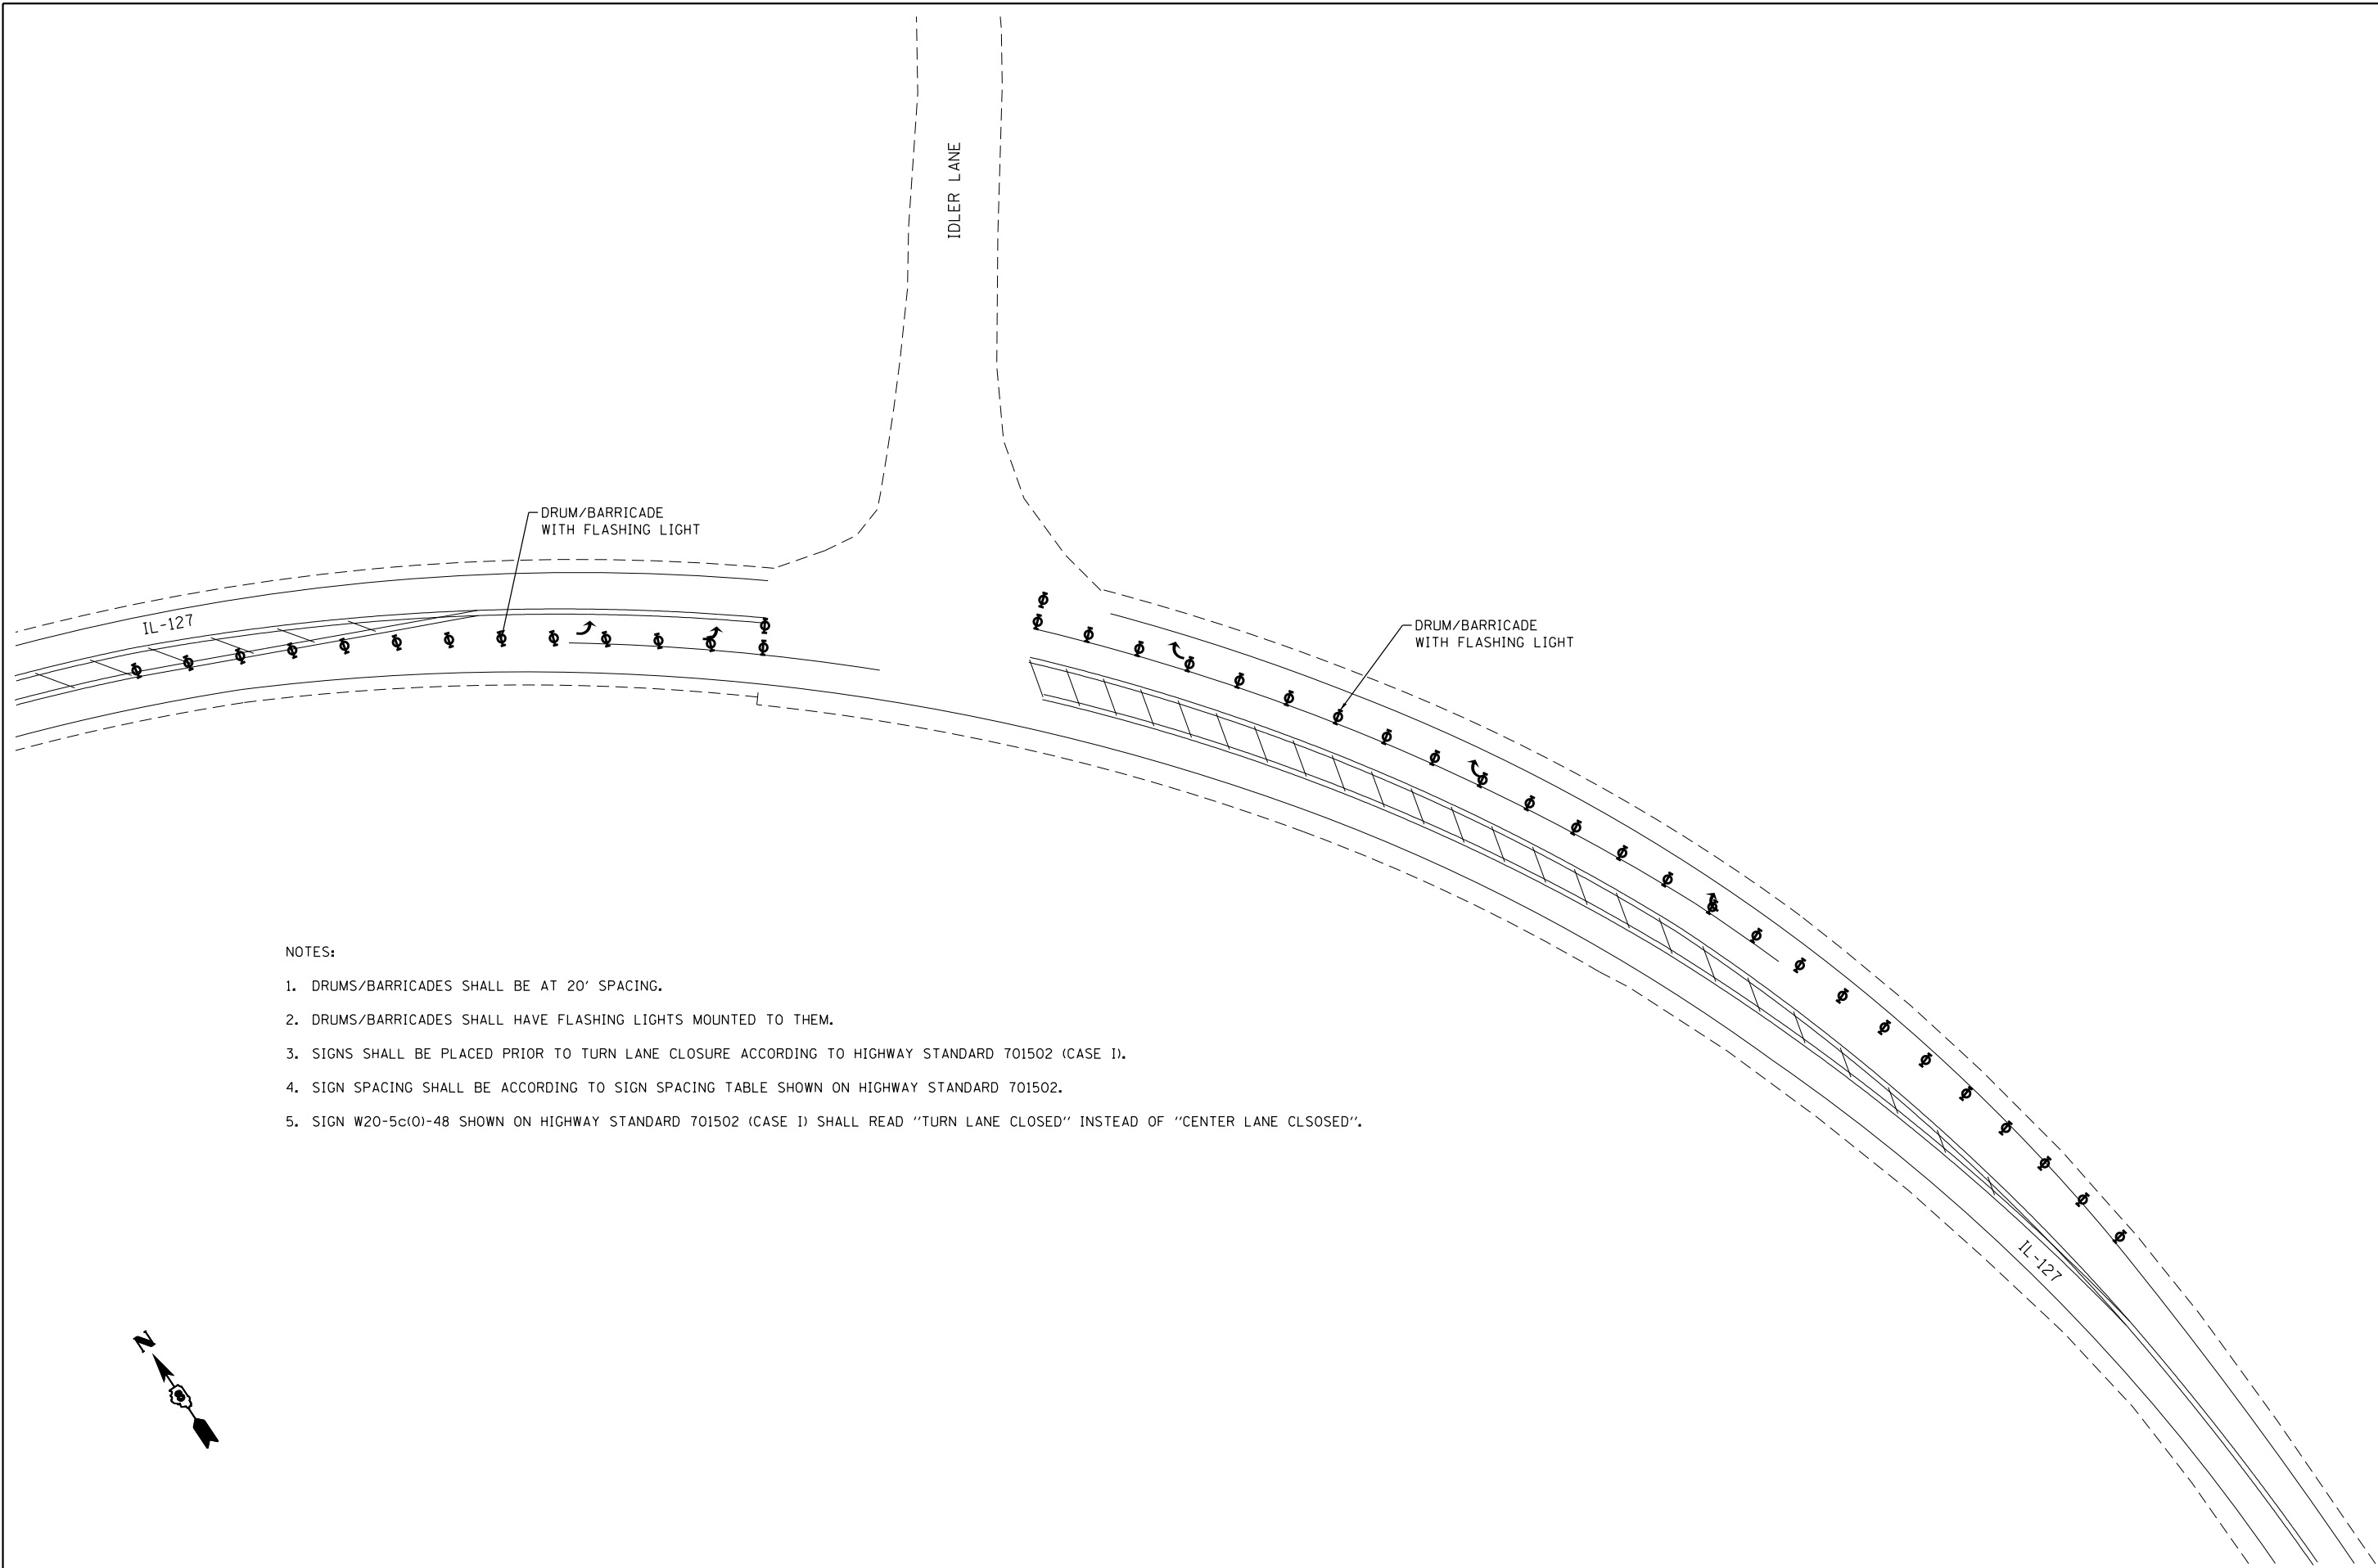 IDLER LANE
DRUM/BARRICADE
WITH FLASHING LIGHT
IL-127
DRUM/BARRICADE
WITH FLASHING LIGHT
NOTES:
1. DRUMS/BARRICADES SHALL BE AT 20' SPACING.
2. DRUMS/BARRICADES SHALL HAVE FLASHING LIGHTS MOUNTED TO THEM.
3. SIGNS SHALL BE PLACED PRIOR TO TURN LANE CLOSURE ACCORDING TO HIGHWAY STANDARD 701502 (CASE I).
4. SIGN SPACING SHALL BE ACCORDING TO SIGN SPACING TABLE SHOWN ON HIGHWAY STANDARD 701502.
5. SIGN W20-5c(O)-48 SHOWN ON HIGHWAY STANDARD 701502 (CASE I) SHALL READ "TURN LANE CLOSED" INSTEAD OF "CENTER LANE CLSOSED".
IL-127
N